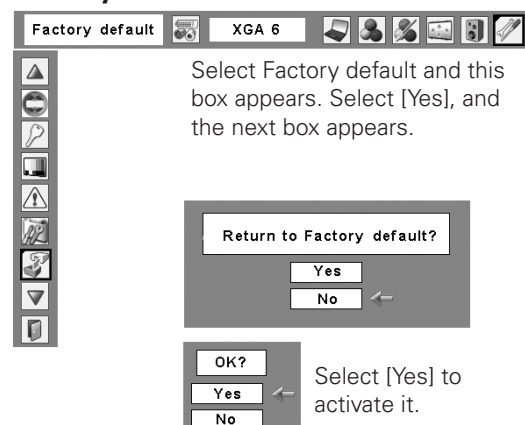 Factory default
XGA 6
Select Factory default and this
box appears. Select [Yes], and
the next box appears.
Return to Factory default?
Yes
No
OK?
Yes
No
Select [Yes] to
activate it.